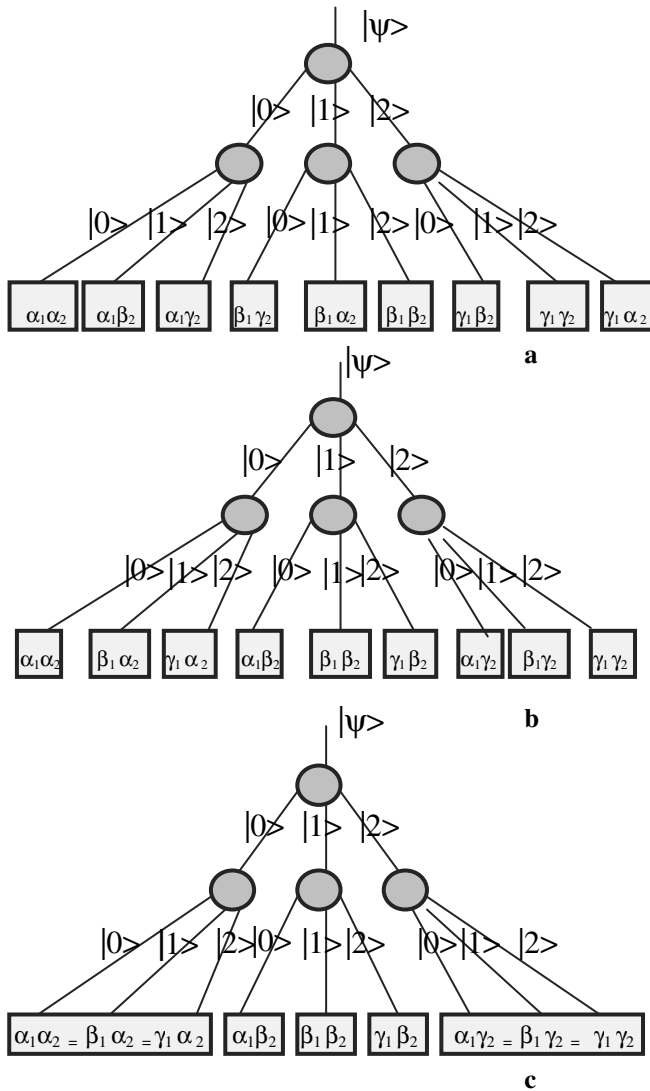 |ψ>
|0> |1> |2>
|0> |1> |2> |0> |1> |2> |0> |1> |2>
α₁α₂ α₁β₂ α₁γ₂ β₁γ₂ β₁α₂ β₁β₂ γ₁β₂ γ₁γ₂ γ₁α₂
a
|ψ>
|0> |1> |2>
|0> |1> |2> |0> |1> |2> |0> |1> |2>
α₁α₂ β₁α₂ γ₁α₂ α₁β₂ β₁β₂ γ₁β₂ α₁γ₂ β₁γ₂ γ₁γ₂
b
|ψ>
|0> |1> |2>
|0> |1> |2> |0> |1> |2> |0> |1> |2>
α₁α₂ = β₁α₂ = γ₁α₂ α₁β₂ β₁β₂ γ₁β₂ α₁γ₂ = β₁γ₂ = γ₁γ₂
c